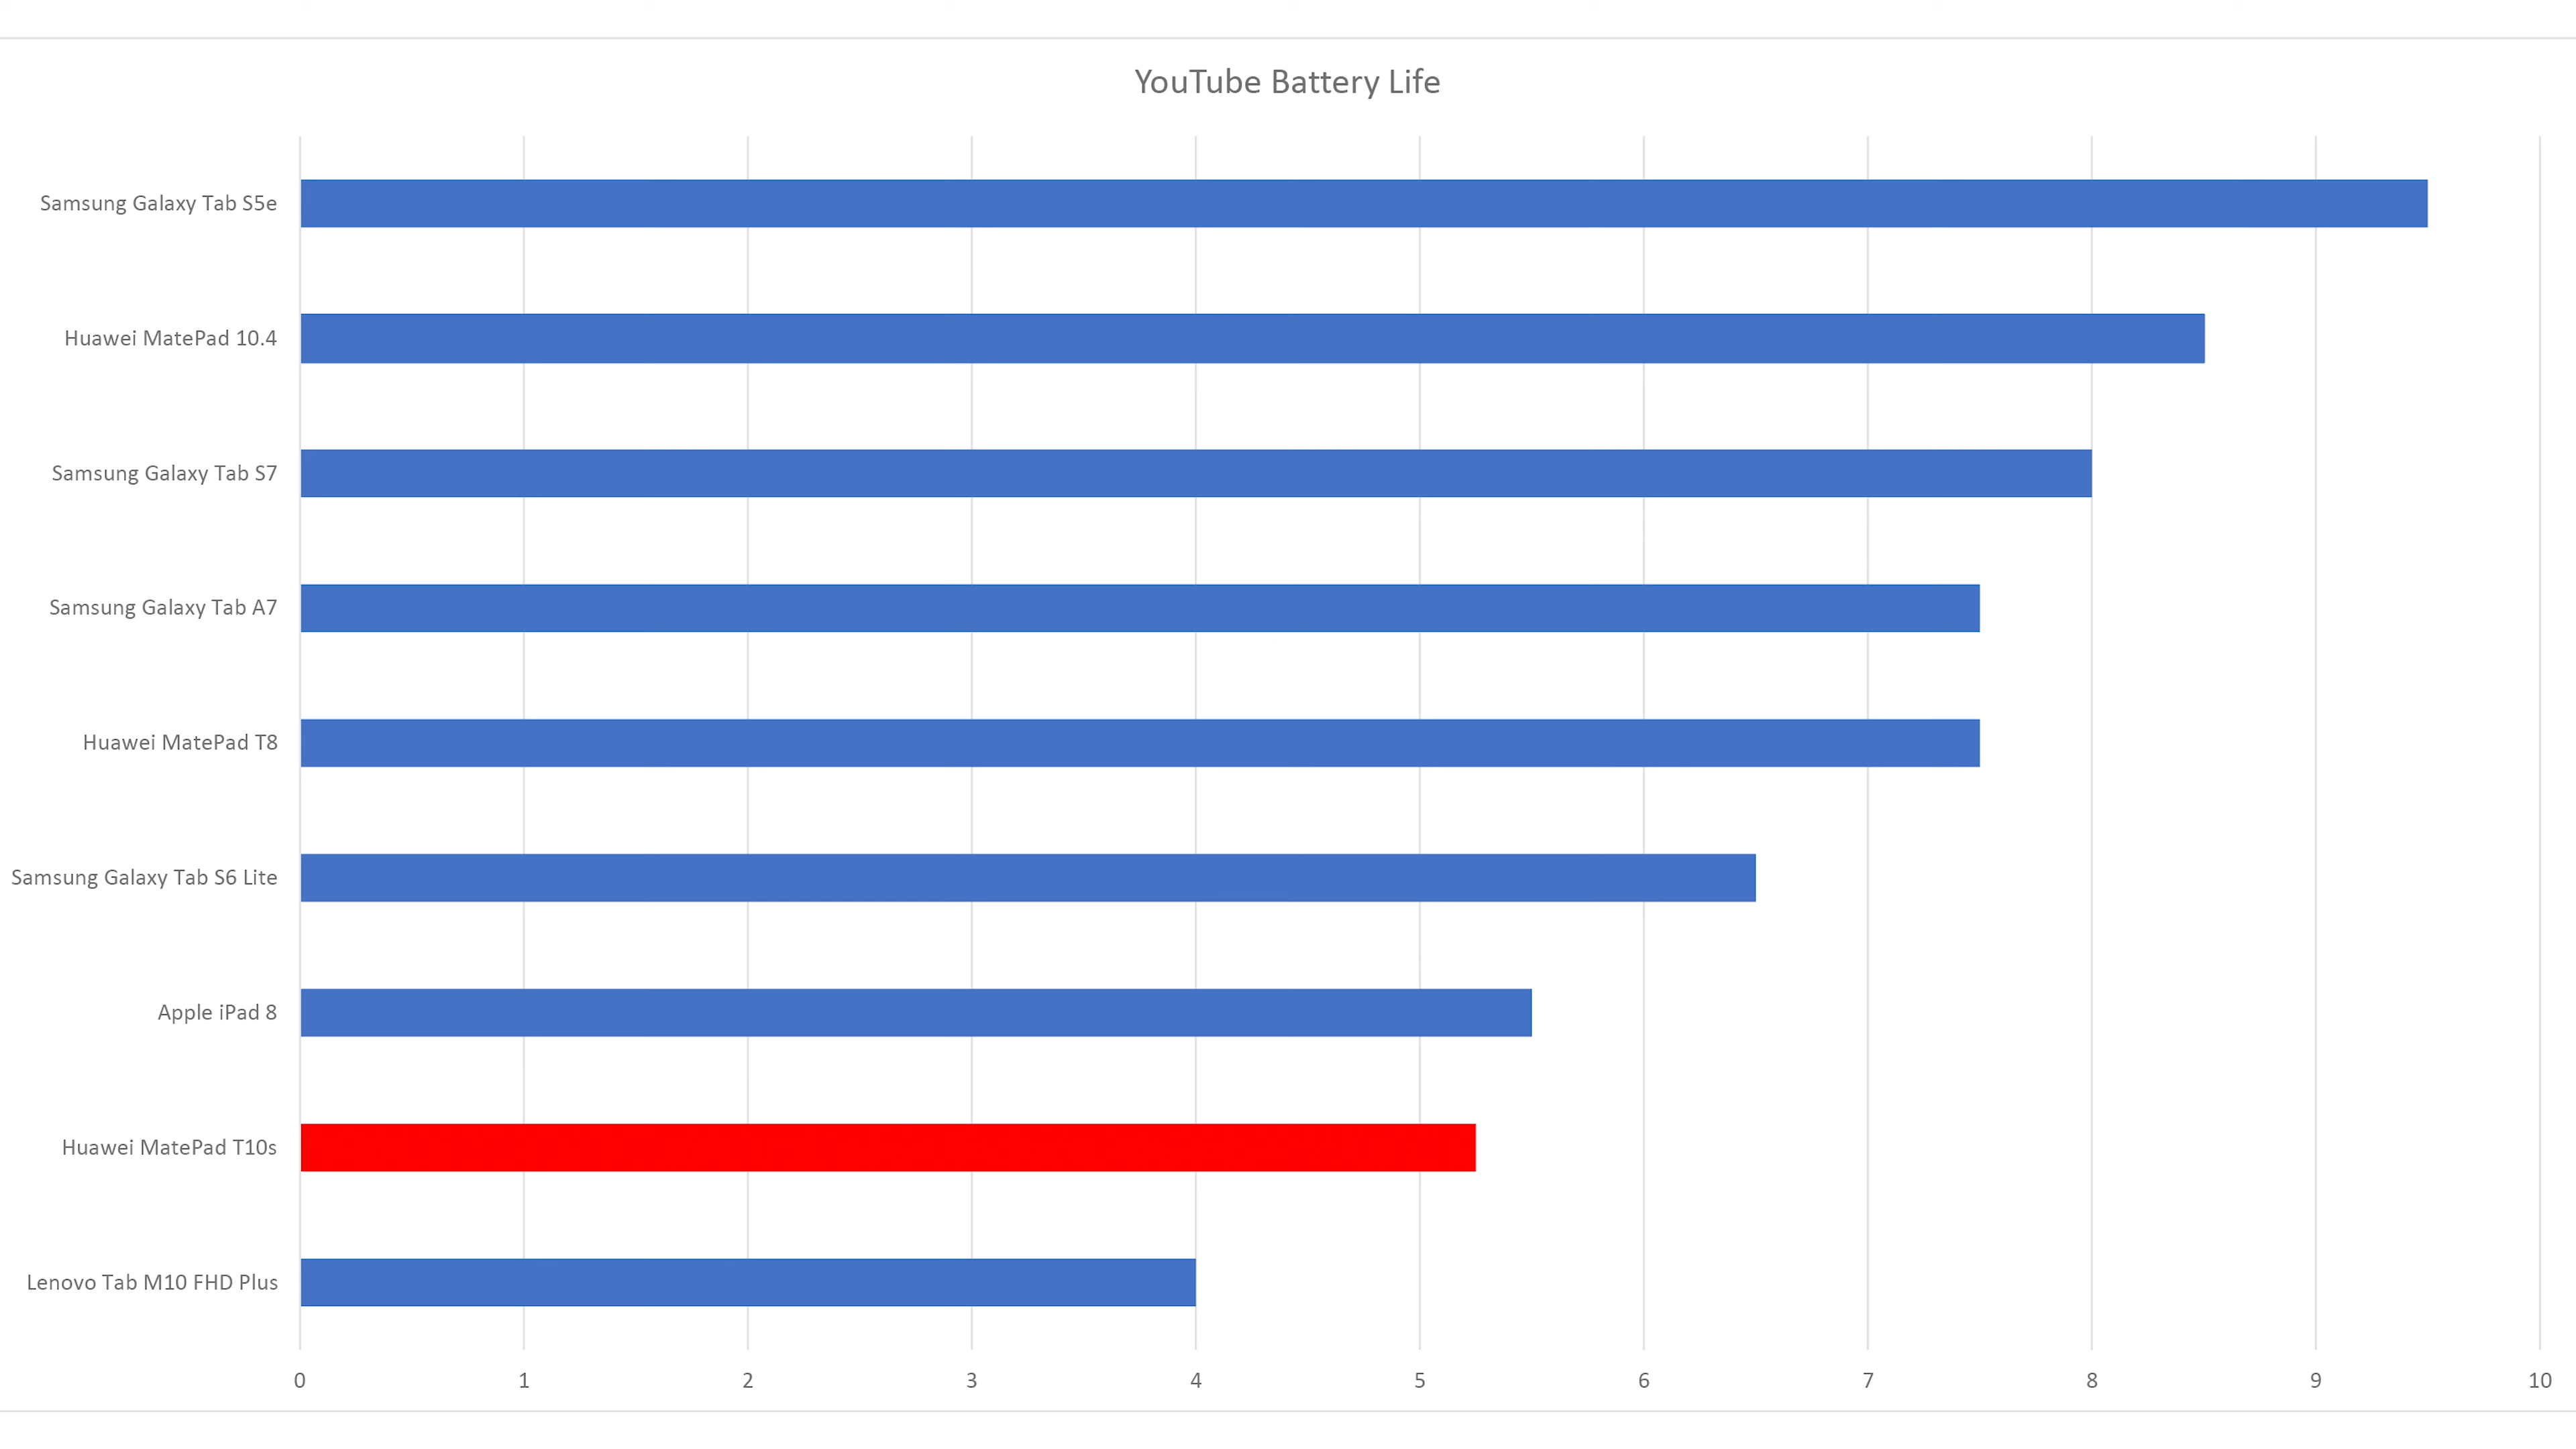 YouTube Battery Life
Samsung Galaxy Tab S5e
Huawei MatePad 10.4
Samsung Galaxy Tab S7
Samsung Galaxy Tab A7
Huawei MatePad T8
Samsung Galaxy Tab S6 Lite
Apple iPad 8
Huawei MatePad T10s
Lenovo Tab M10 FHD Plus
0 1 2 3 4 5 6 7 8 9 10